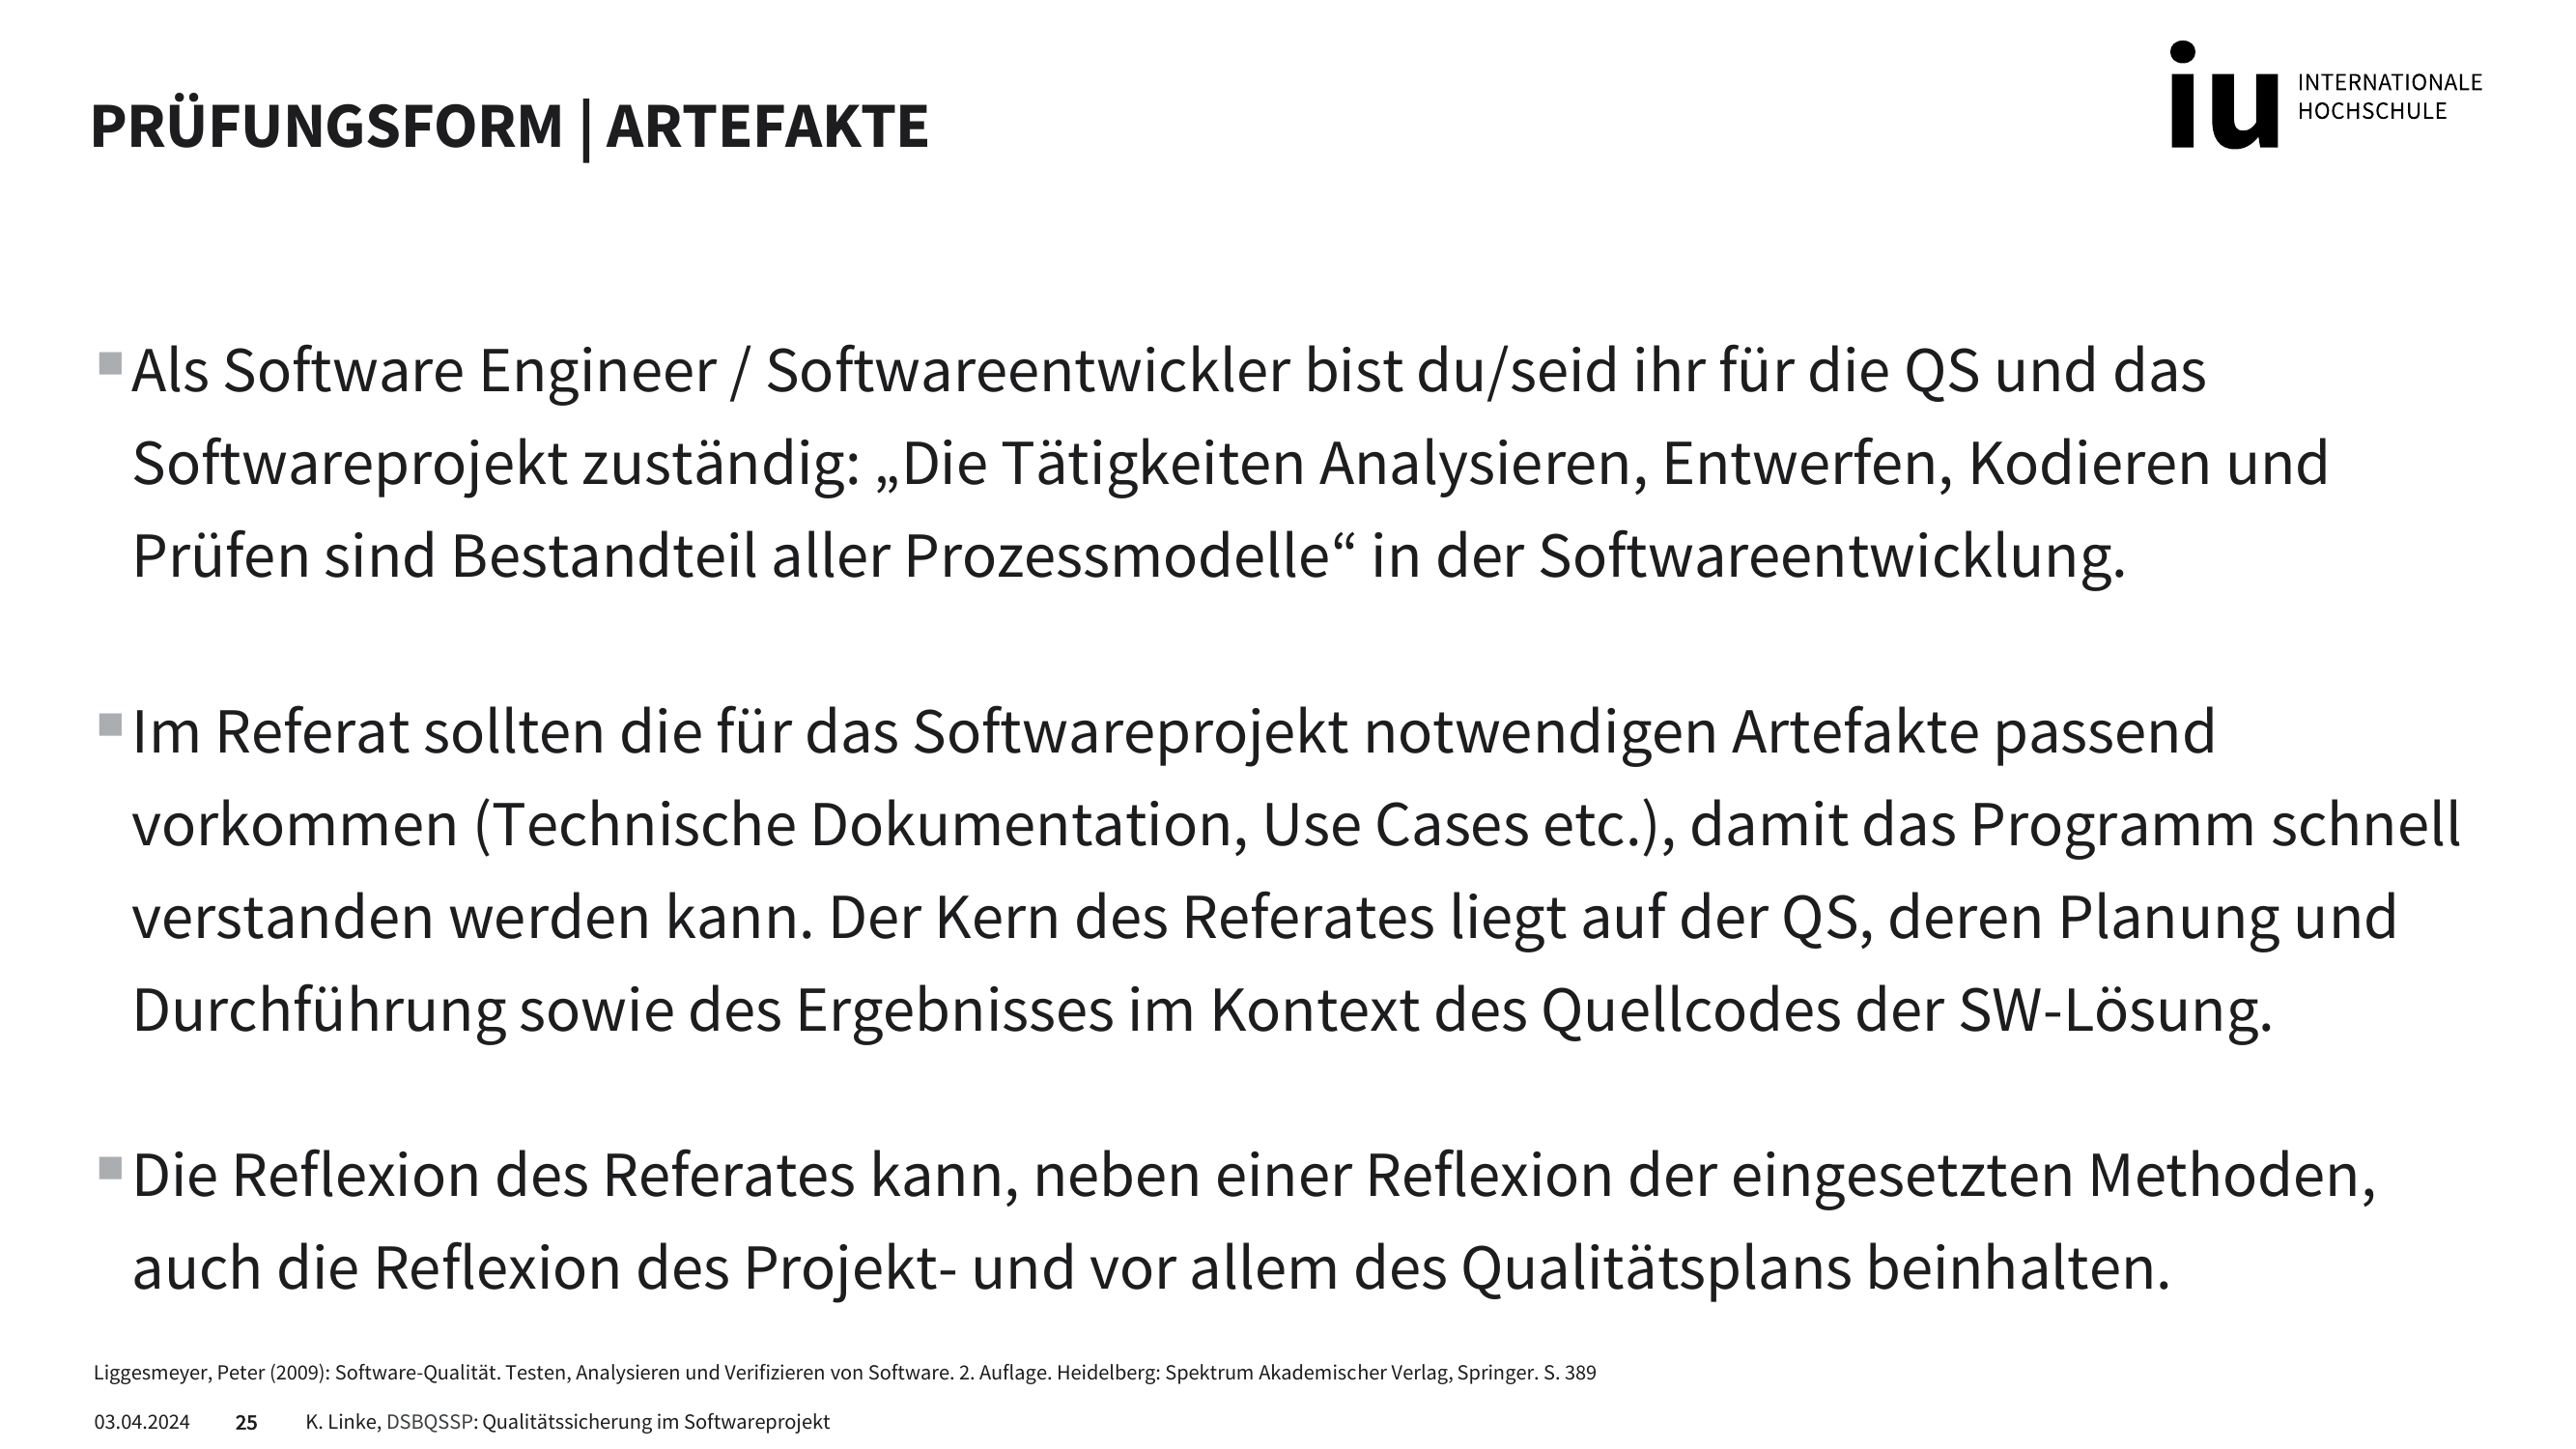 PRÜFUNGSFORM | ARTEFAKTE
iu INTERNATIONALE
HOCHSCHULE
Als Software Engineer / Softwareentwickler bist du/seid ihr für die QS und das
Softwareprojekt zuständig: „Die Tätigkeiten Analysieren, Entwerfen, Kodieren und
Prüfen sind Bestandteil aller Prozessmodelle“ in der Softwareentwicklung.
Im Referat sollten die für das Softwareprojekt notwendigen Artefakte passend
vorkommen (Technische Dokumentation, Use Cases etc.), damit das Programm schnell
verstanden werden kann. Der Kern des Referates liegt auf der QS, deren Planung und
Durchführung sowie des Ergebnisses im Kontext des Quellcodes der SW-Lösung.
Die Reflexion des Referates kann, neben einer Reflexion der eingesetzten Methoden,
auch die Reflexion des Projekt- und vor allem des Qualitätsplans beinhalten.
Liggesmeyer, Peter (2009): Software-Qualität. Testen, Analysieren und Verifizieren von Software. 2. Auflage. Heidelberg: Spektrum Akademischer Verlag, Springer. S. 389
03.04.2024 25 K. Linke, DSBQSSP: Qualitätssicherung im Softwareprojekt